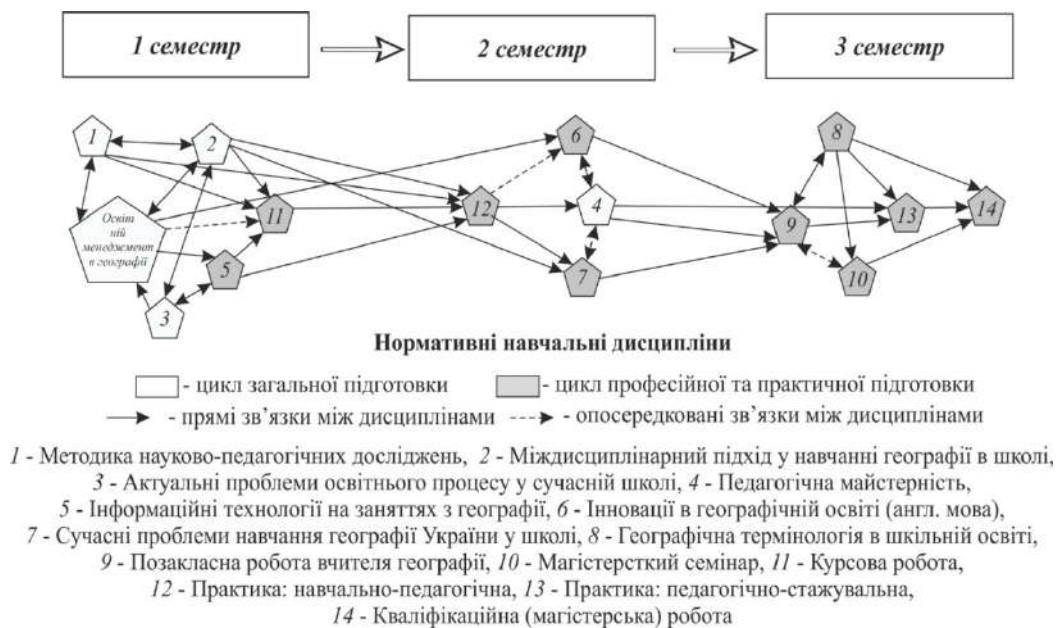 1 семестр
2 семестр
3 семестр
1
2
6
8
Освіт
ній
менеджмент
в географії
11
12
4
9
13
14
5
7
10
3
Нормативні навчальні дисципліни
- цикл загальної підготовки
- цикл професійної та практичної підготовки
- прямі зв’язки між дисциплінами
- опосередковані зв’язки між дисциплінами
1 - Методика науково-педагогічних досліджень, 2 - Міждисциплінарний підхід у навчанні географії в школі,
3 - Актуальні проблеми освітнього процесу у сучасній школі, 4 - Педагогічна майстерність,
5 - Інформаційні технології на заняттях з географії, 6 - Інновації в географічній освіті (англ. мова),
7 - Сучасні проблеми навчання географії України у школі, 8 - Географічна термінологія в шкільній освіті,
9 - Позакласна робота вчителя географії, 10 - Магістерсткий семінар, 11 - Курсова робота,
12 - Практика: навчально-педагогічна, 13 - Практика: педагогічно-стажувальна,
14 - Кваліфікаційна (магістерська) робота